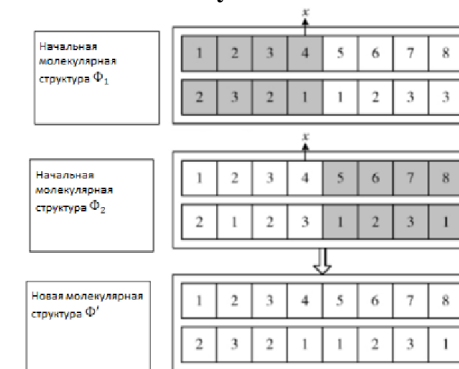 x
Начальная
молекулярная
структура Φ₁
1 2 3 4 5 6 7 8
2 3 2 1 1 2 3 3
x
Начальная
молекулярная
структура Φ₂
1 2 3 4 5 6 7 8
2 1 2 3 1 2 3 1
Новая молекулярная
структура Φ′
1 2 3 4 5 6 7 8
2 3 2 1 1 2 3 1